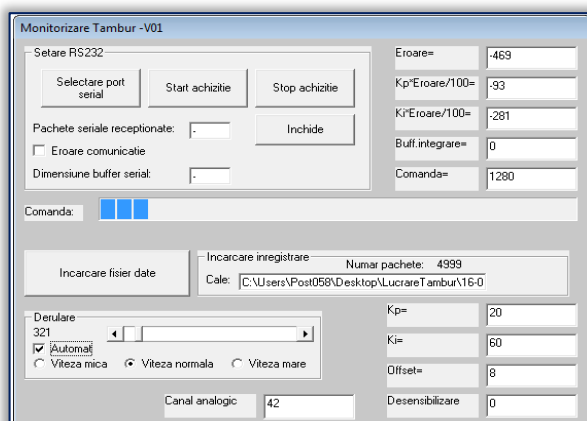 Monitorizare Tambur -V01
Setare RS232
Selectare port serial
Start achizitie
Stop achizitie
Pachete seriale receptionate: -
Inchide
Eroare comunicatie
Dimensiune buffer serial: -
Eroare= -469
Kp*Eroare/100= -93
Ki*Eroare/100= -281
Buff.integrare= 0
Comanda= 1280
Comanda:
Incarcare fisier date
Incarcare inregistrare
Numar pachete: 4999
Cale: C:\Users\Post058\Desktop\LucrareTambur\16-0
Derulare
321
Automat
Viteza mica Viteza normala Viteza mare
Kp= 20
Ki= 60
Offset= 8
Canal analogic 42
Desensibilizare 0